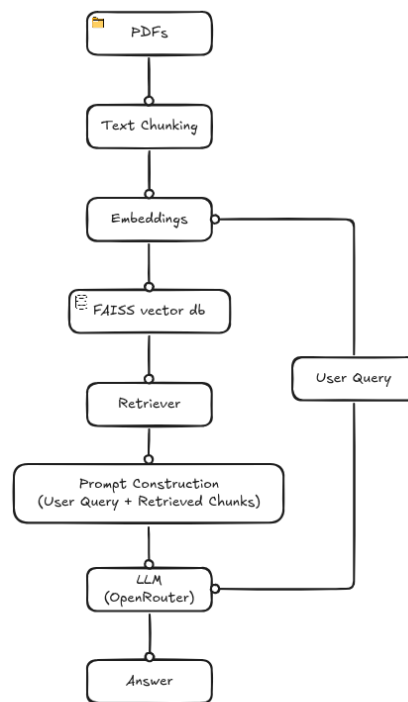 PDFs
Text Chunking
Embeddings
FAISS vector db
User Query
Retriever
Prompt Construction
(User Query + Retrieved Chunks)
LLM
(OpenRouter)
Answer